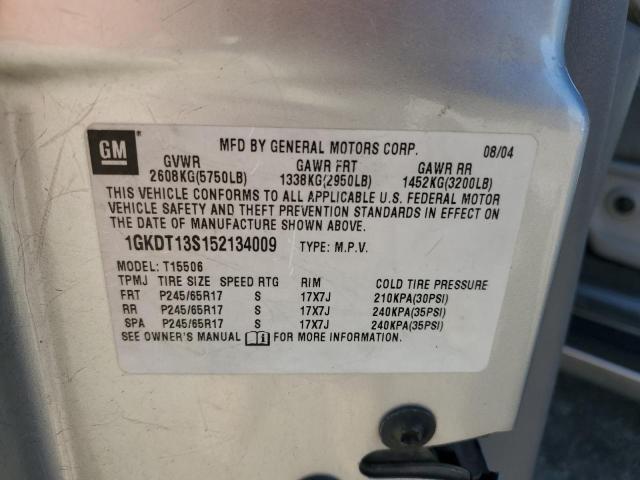 GM
MFD BY GENERAL MOTORS CORP. 08/04
GVWR GAWR FRT GAWR RR
2608KG(5750LB) 1338KG(2950LB) 1452KG(3200LB)
THIS VEHICLE CONFORMS TO ALL APPLICABLE U.S. FEDERAL MOTOR
VEHICLE SAFETY AND THEFT PREVENTION STANDARDS IN EFFECT ON
THE DATE OF MANUFACTURE SHOWN ABOVE.
1GKDT13S152134009 TYPE: M.P.V.
MODEL: T15506
TPMJ TIRE SIZE SPEED RTG RIM COLD TIRE PRESSURE
FRT P245/65R17 S 17X7J 210KPA(30PSI)
RR P245/65R17 S 17X7J 240KPA(35PSI)
SPA P245/65R17 S 17X7J 240KPA(35PSI)
SEE OWNER'S MANUAL FOR MORE INFORMATION